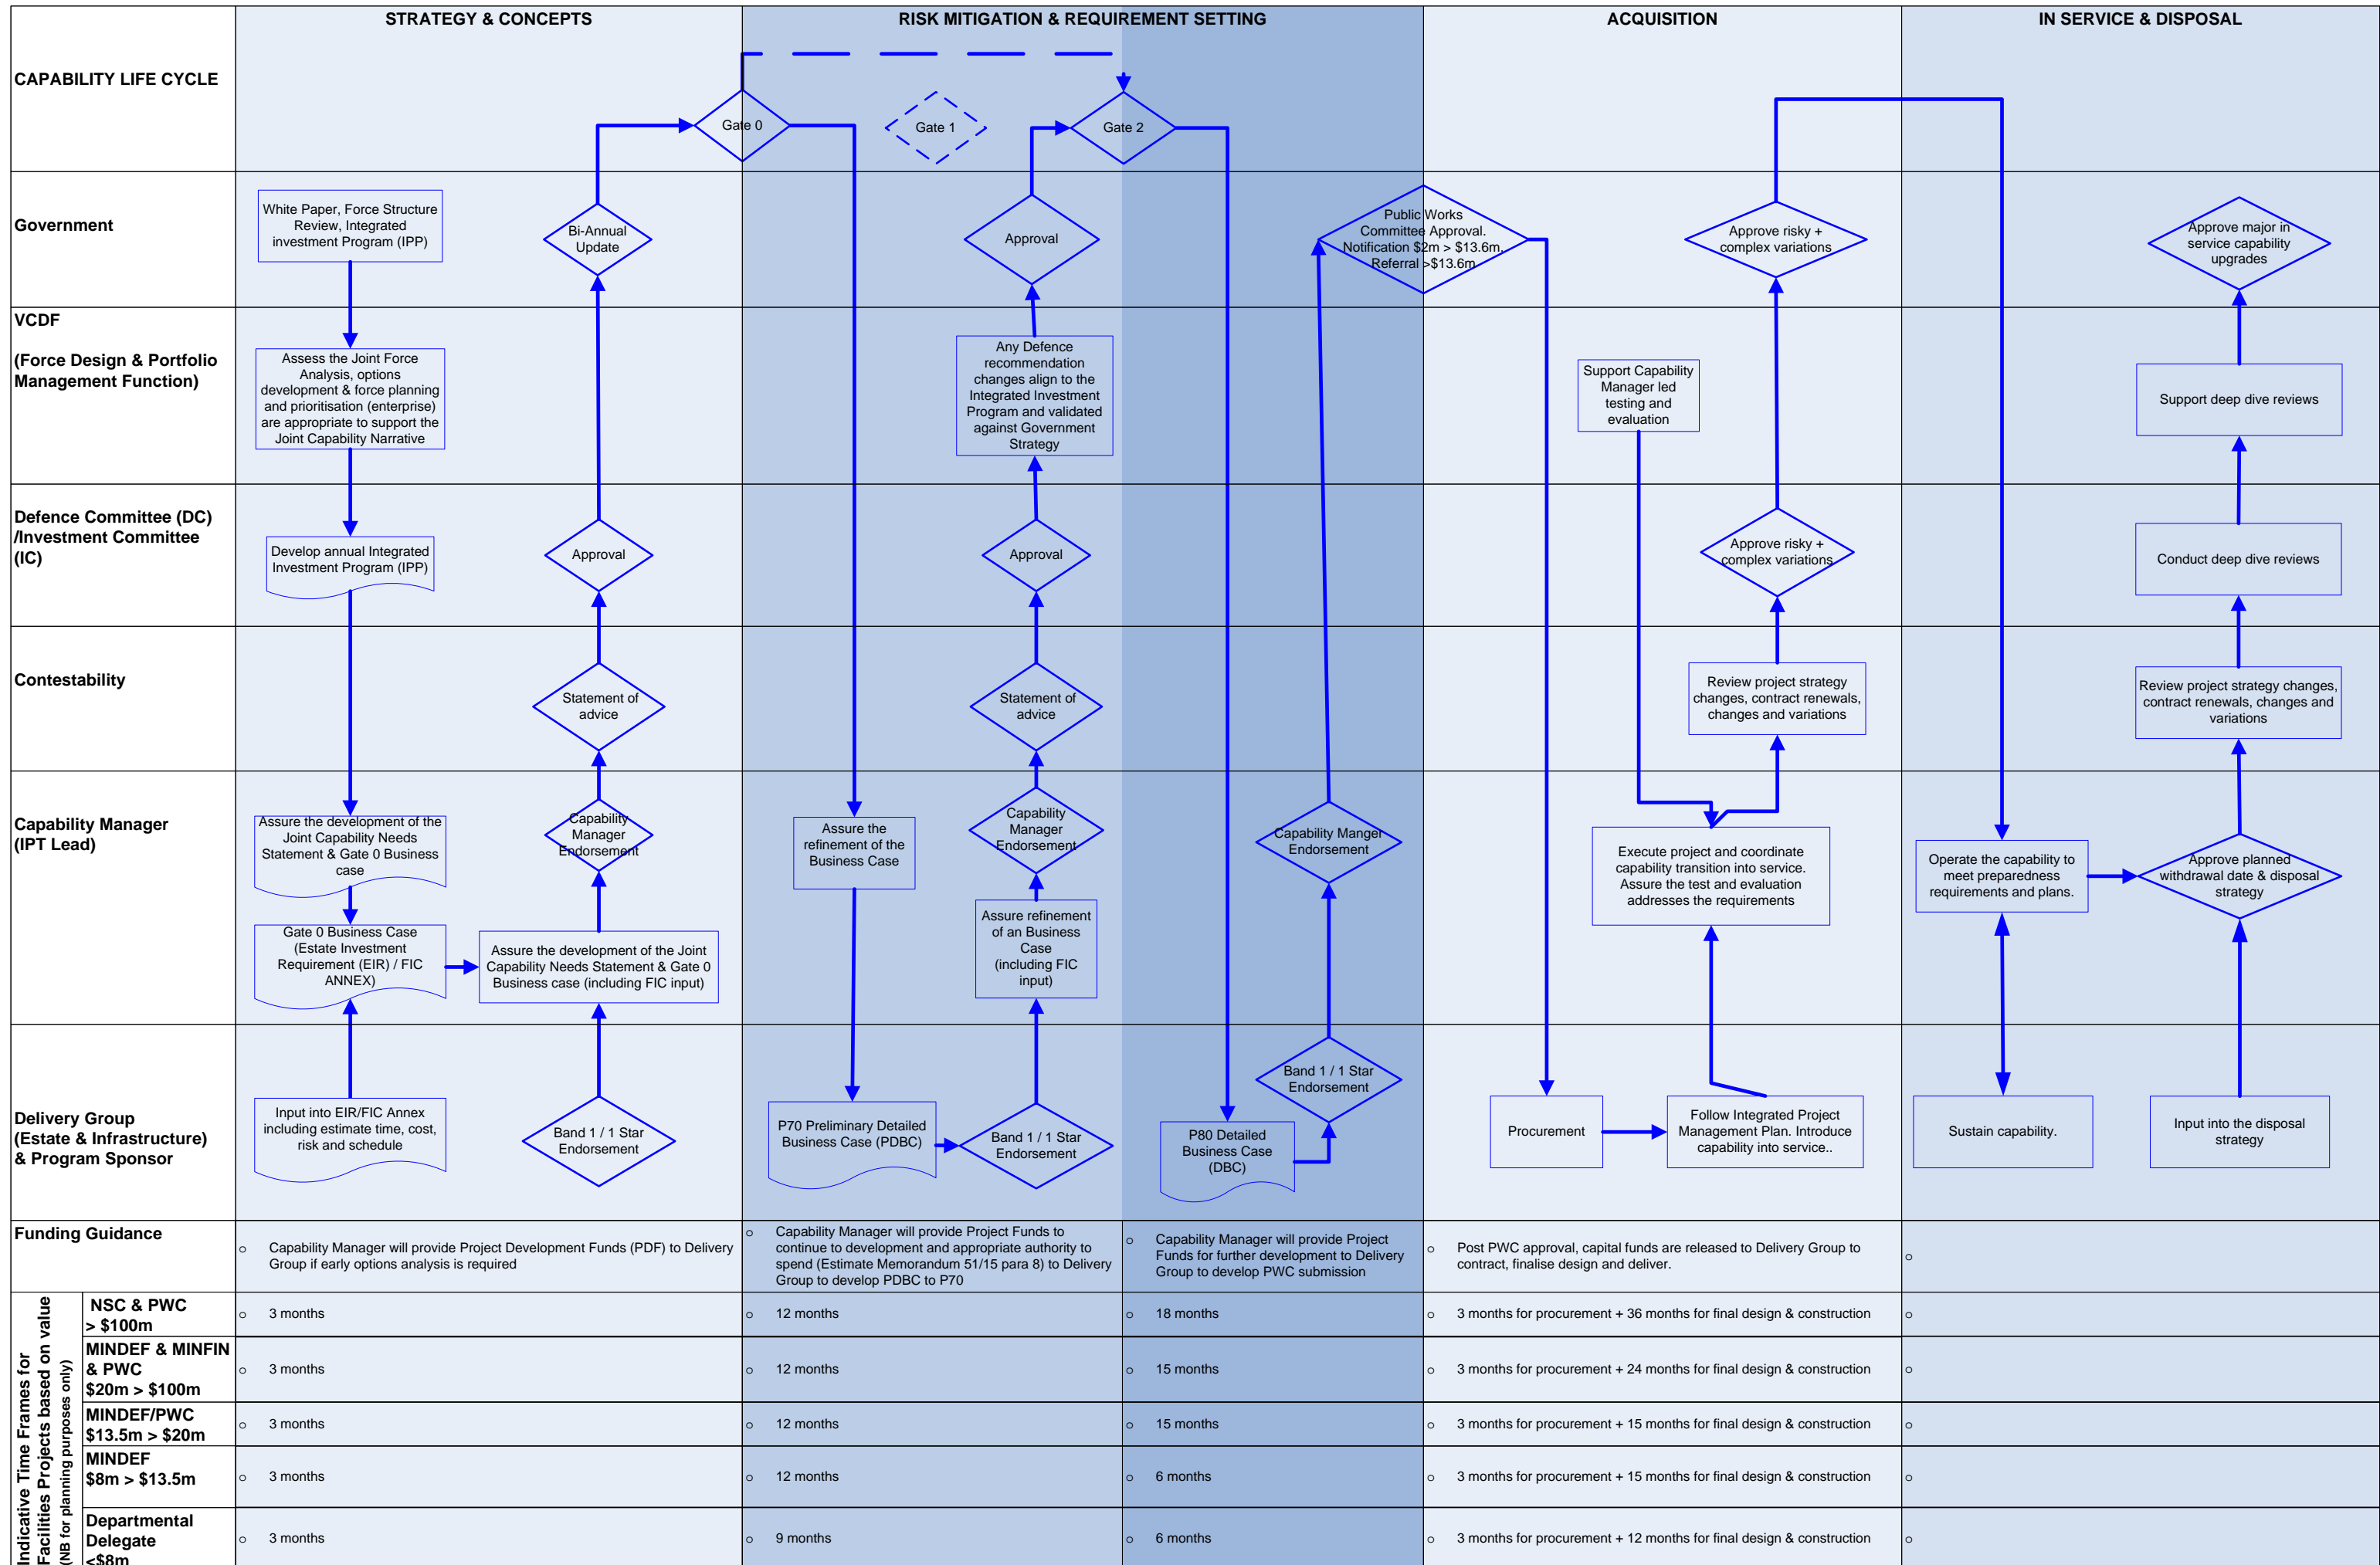 STRATEGY & CONCEPTS
RISK MITIGATION & REQUIREMENT SETTING
ACQUISITION
IN SERVICE & DISPOSAL
CAPABILITY LIFE CYCLE
Gate 0
Gate 1
Gate 2
Government
White Paper, Force Structure
Review, Integrated
investment Program (IPP)
Bi-Annual
Update
Approval
Public Works
Committee Approval.
Notification $2m > $13.6m,
Referral >$13.6m
Approve risky +
complex variations
Approve major in
service capability
upgrades
VCDF
(Force Design & Portfolio
Management Function)
Assess the Joint Force
Analysis, options
development & force planning
and prioritisation (enterprise)
are appropriate to support the
Joint Capability Narrative
Any Defence
recommendation
changes align to the
Integrated Investment
Program and validated
against Government
Strategy
Support Capability
Manager led
testing and
evaluation
Support deep dive reviews
Defence Committee (DC)
/Investment Committee
(IC)
Develop annual Integrated
Investment Program (IPP)
Approval
Approval
Approve risky +
complex variations
Conduct deep dive reviews
Contestability
Statement of
advice
Statement of
advice
Review project strategy
changes, contract renewals,
changes and variations
Review project strategy changes,
contract renewals, changes and
variations
Capability Manager
(IPT Lead)
Assure the development of the
Joint Capability Needs
Statement & Gate 0 Business
case
Capability
Manager
Endorsement
Assure the
refinement of the
Business Case
Capability
Manager
Endorsement
Capability Manger
Endorsement
Execute project and coordinate
capability transition into service.
Assure the test and evaluation
addresses the requirements
Operate the capability to
meet preparedness
requirements and plans.
Approve planned
withdrawal date & disposal
strategy
Gate 0 Business Case
(Estate Investment
Requirement (EIR) / FIC
ANNEX)
Assure the development of the Joint
Capability Needs Statement & Gate 0
Business case (including FIC input)
Assure refinement
of an Business
Case
(including FIC
input)
Delivery Group
(Estate & Infrastructure)
& Program Sponsor
Input into EIR/FIC Annex
including estimate time, cost,
risk and schedule
Band 1 / 1 Star
Endorsement
P70 Preliminary Detailed
Business Case (PDBC)
Band 1 / 1 Star
Endorsement
P80 Detailed
Business Case
(DBC)
Band 1 / 1 Star
Endorsement
Procurement
Follow Integrated Project
Management Plan. Introduce
capability into service..
Sustain capability.
Input into the disposal
strategy
Funding Guidance
o Capability Manager will provide Project Development Funds (PDF) to Delivery
Group if early options analysis is required
o Capability Manager will provide Project Funds to
continue to development and appropriate authority to
spend (Estimate Memorandum 51/15 para 8) to Delivery
Group to develop PDBC to P70
o Capability Manager will provide Project
Funds for further development to Delivery
Group to develop PWC submission
o Post PWC approval, capital funds are released to Delivery Group to
contract, finalise design and deliver.
o
Indicative Time Frames for
Facilities Projects based on value
(NB for planning purposes only)
NSC & PWC
> $100m
o 3 months
o 12 months
o 18 months
o 3 months for procurement + 36 months for final design & construction
o
MINDEF & MINFIN
& PWC
$20m > $100m
o 3 months
o 12 months
o 15 months
o 3 months for procurement + 24 months for final design & construction
o
MINDEF/PWC
$13.5m > $20m
o 3 months
o 12 months
o 15 months
o 3 months for procurement + 15 months for final design & construction
o
MINDEF
$8m > $13.5m
o 3 months
o 12 months
o 6 months
o 3 months for procurement + 15 months for final design & construction
o
Departmental
Delegate
<$8m
o 3 months
o 9 months
o 6 months
o 3 months for procurement + 12 months for final design & construction
o